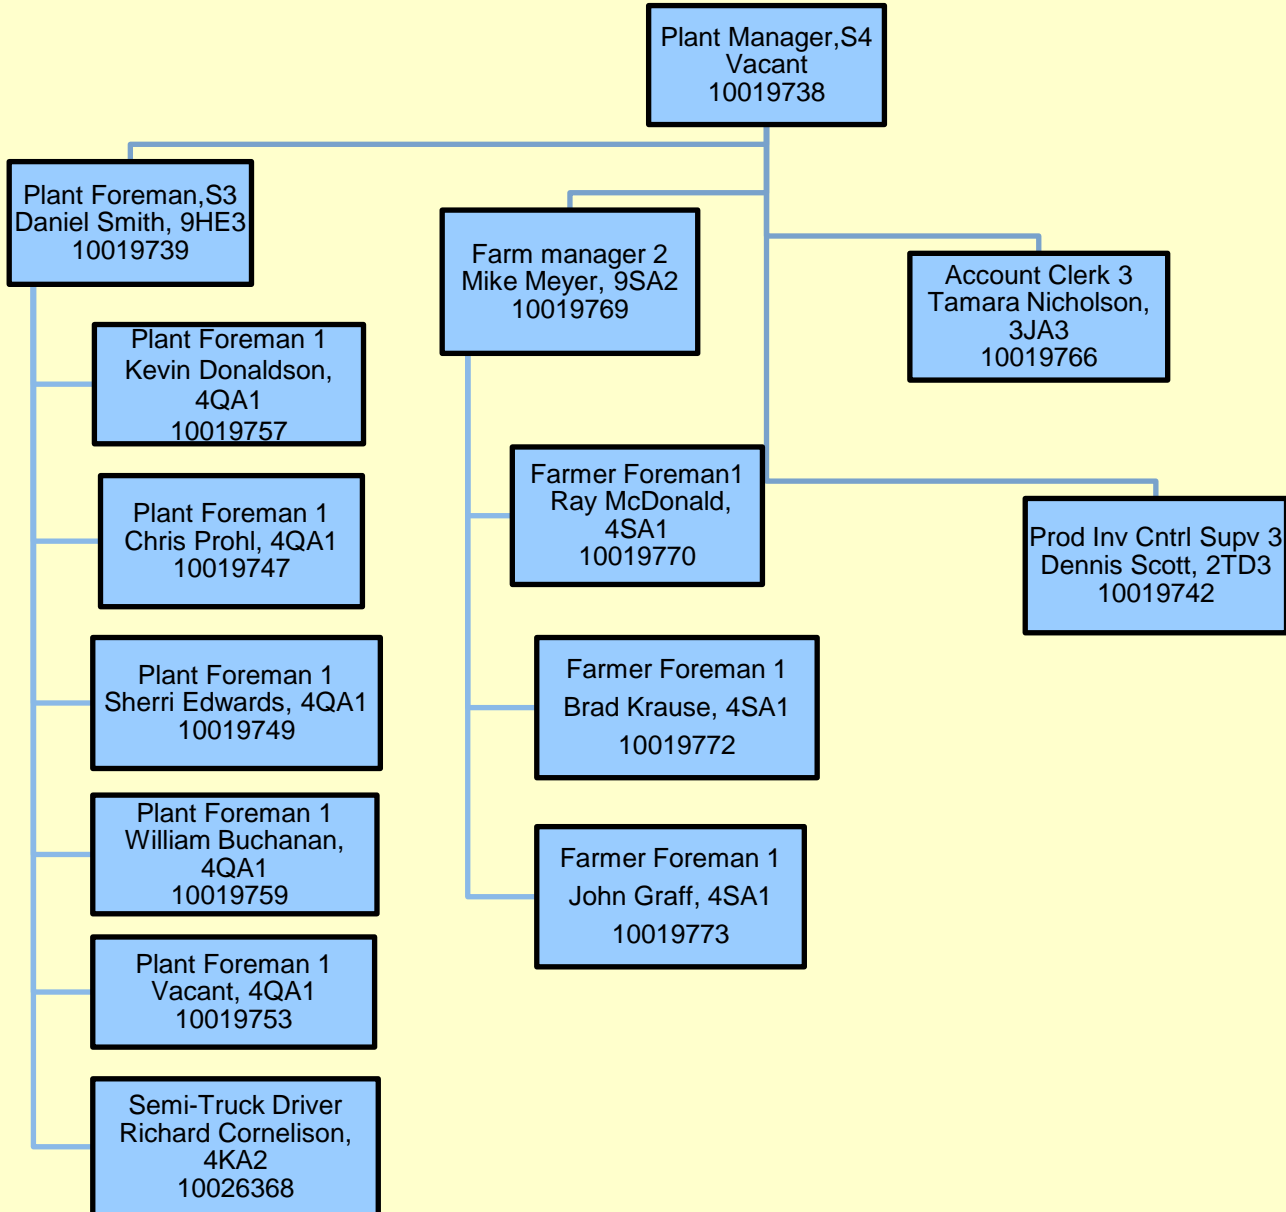 Plant Manager,S4
Vacant
10019738
Plant Foreman,S3
Daniel Smith, 9HE3
10019739
Farm manager 2
Mike Meyer, 9SA2
10019769
Account Clerk 3
Tamara Nicholson,
3JA3
10019766
Plant Foreman 1
Kevin Donaldson,
4QA1
10019757
Plant Foreman 1
Chris Prohl, 4QA1
10019747
Plant Foreman 1
Sherri Edwards, 4QA1
10019749
Plant Foreman 1
William Buchanan,
4QA1
10019759
Plant Foreman 1
Vacant, 4QA1
10019753
Semi-Truck Driver
Richard Cornelison,
4KA2
10026368
Farmer Foreman1
Ray McDonald,
4SA1
10019770
Farmer Foreman 1
Brad Krause, 4SA1
10019772
Farmer Foreman 1
John Graff, 4SA1
10019773
Prod Inv Cntrl Supv 3
Dennis Scott, 2TD3
10019742